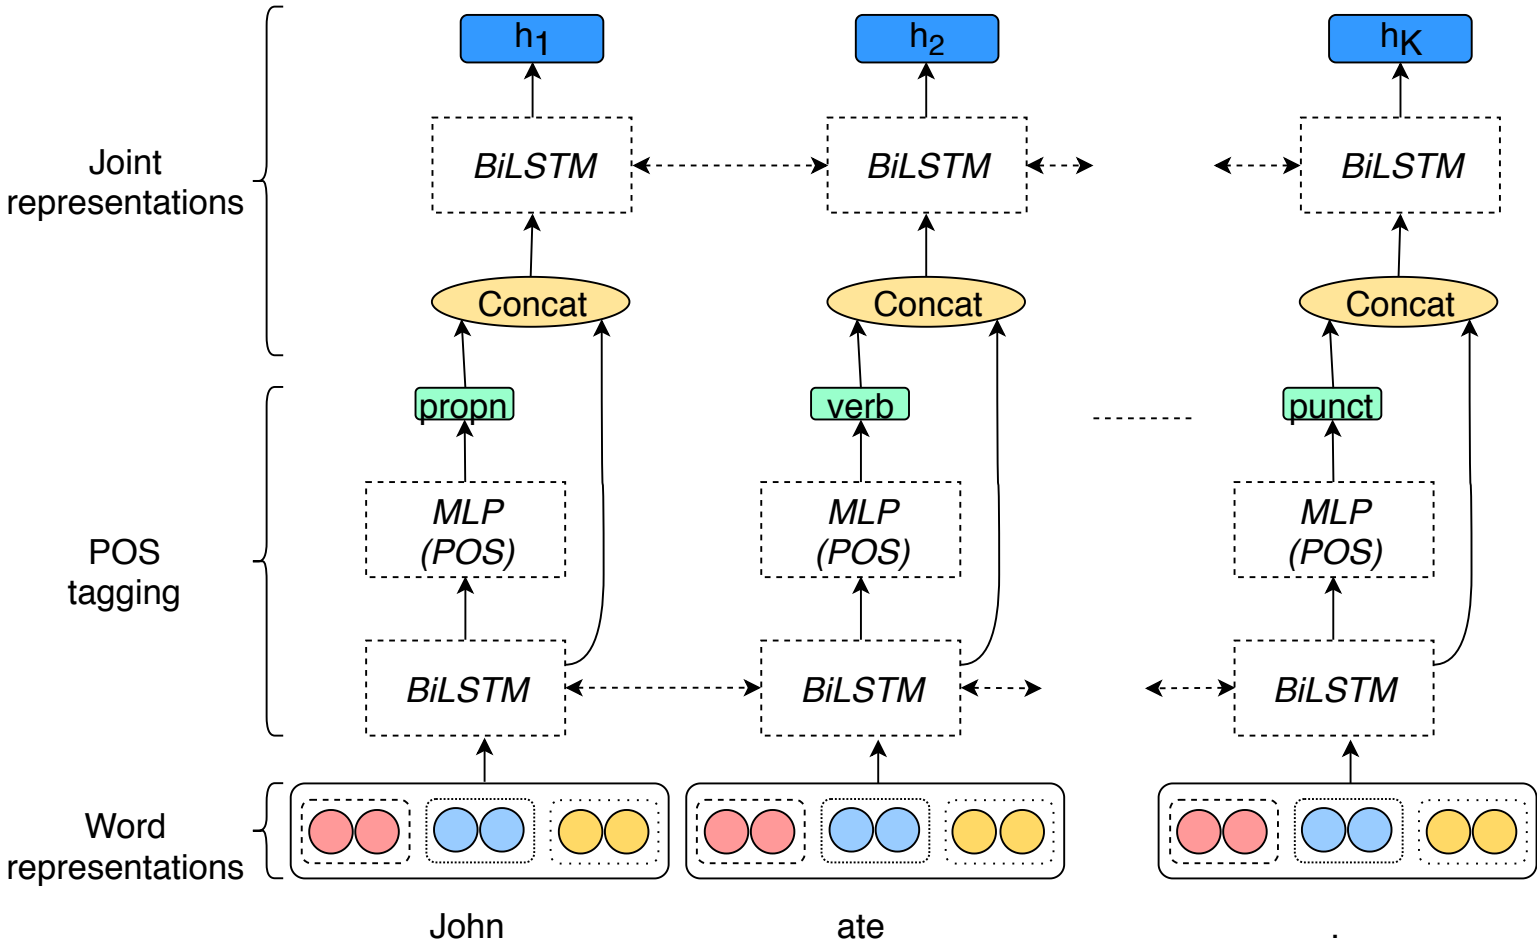 h1 h2 hK
Joint
representations
BiLSTM BiLSTM BiLSTM
Concat Concat Concat
propn verb punct
POS
tagging
MLP
(POS)
MLP
(POS)
MLP
(POS)
BiLSTM BiLSTM BiLSTM
Word
representations
John ate .